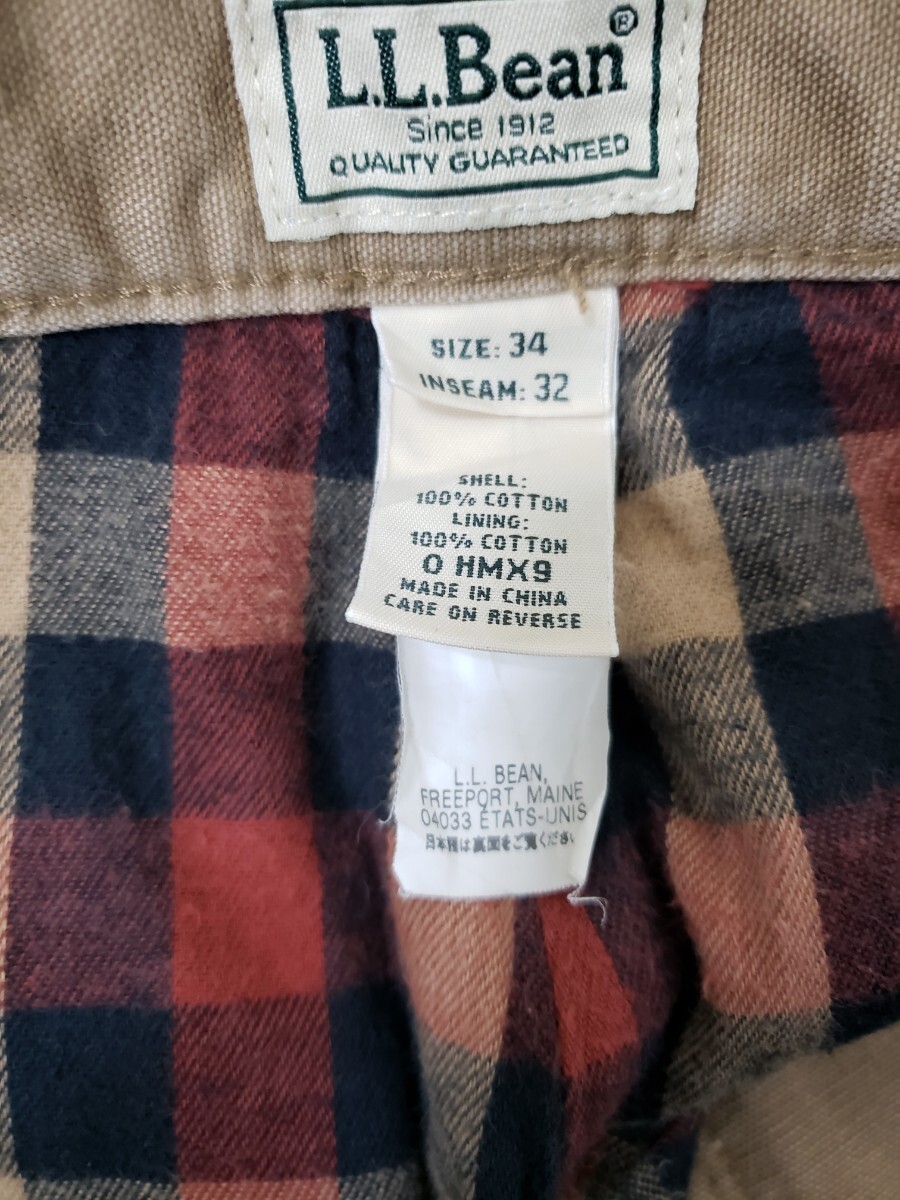 L.L.Bean®
Since 1912
QUALITY GUARANTEED
SIZE: 34
INSEAM: 32
SHELL:
100% COTTON
LINING:
100% COTTON
0 HMX9
MADE IN CHINA
CARE ON REVERSE
L.L. BEAN,
FREEPORT, MAINE
04033 ÉTATS-UNIS
日本語は裏面をご覧ください